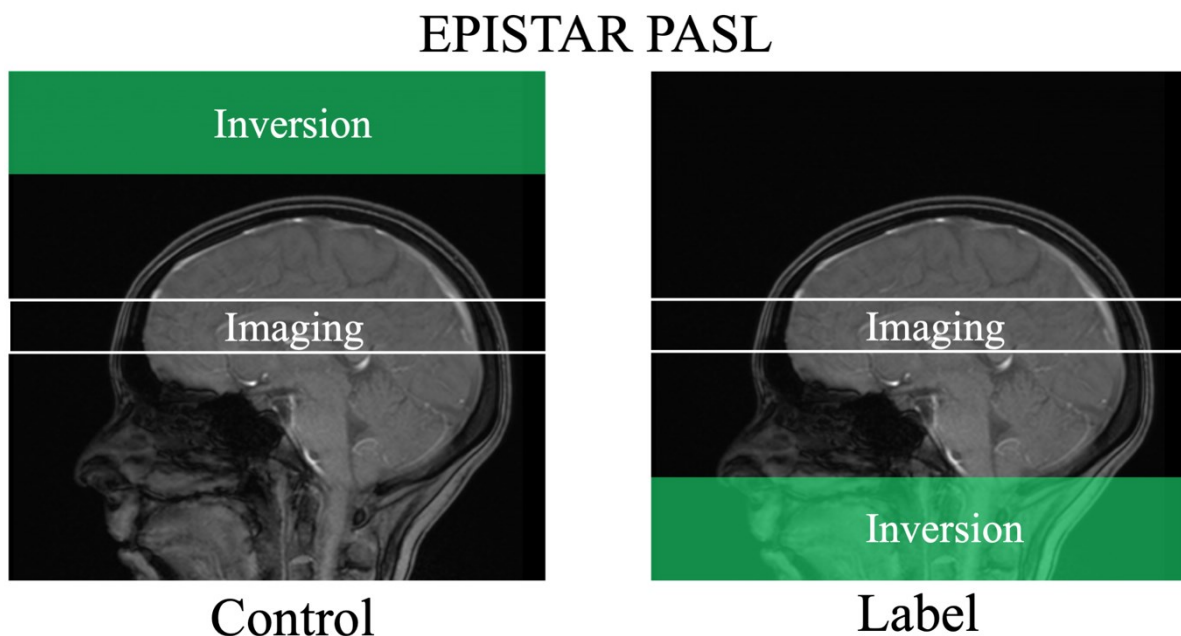 EPISTAR PASL
Inversion
Imaging
Control
Imaging
Inversion
Label